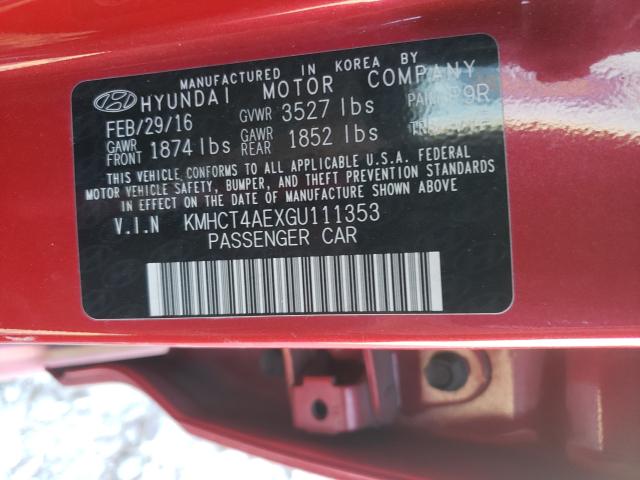 MANUFACTURED IN KOREA BY
HYUNDAI MOTOR COMPANY
FEB/29/16 GVWR 3527 lbs PAINT P9R
GAWR FRONT 1874 lbs GAWR REAR 1852 lbs
THIS VEHICLE CONFORMS TO ALL APPLICABLE U.S.A. FEDERAL
MOTOR VEHICLE SAFETY, BUMPER, AND THEFT PREVENTION STANDARDS
IN EFFECT ON THE DATE OF MANUFACTURE SHOWN ABOVE
V.I.N KMHCT4AEXGU111353
PASSENGER CAR